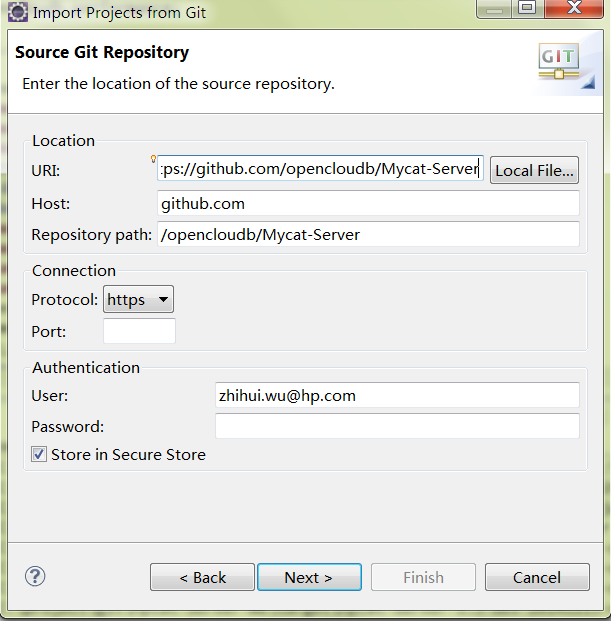 Import Projects from Git
Source Git Repository
Enter the location of the source repository.
GIT
Location
URI: :ps://github.com/opencloudb/Mycat-Server Local File...
Host: github.com
Repository path: /opencloudb/Mycat-Server
Connection
Protocol: https
Port:
Authentication
User: zhihui.wu@hp.com
Password:
Store in Secure Store
? < Back Next > Finish Cancel